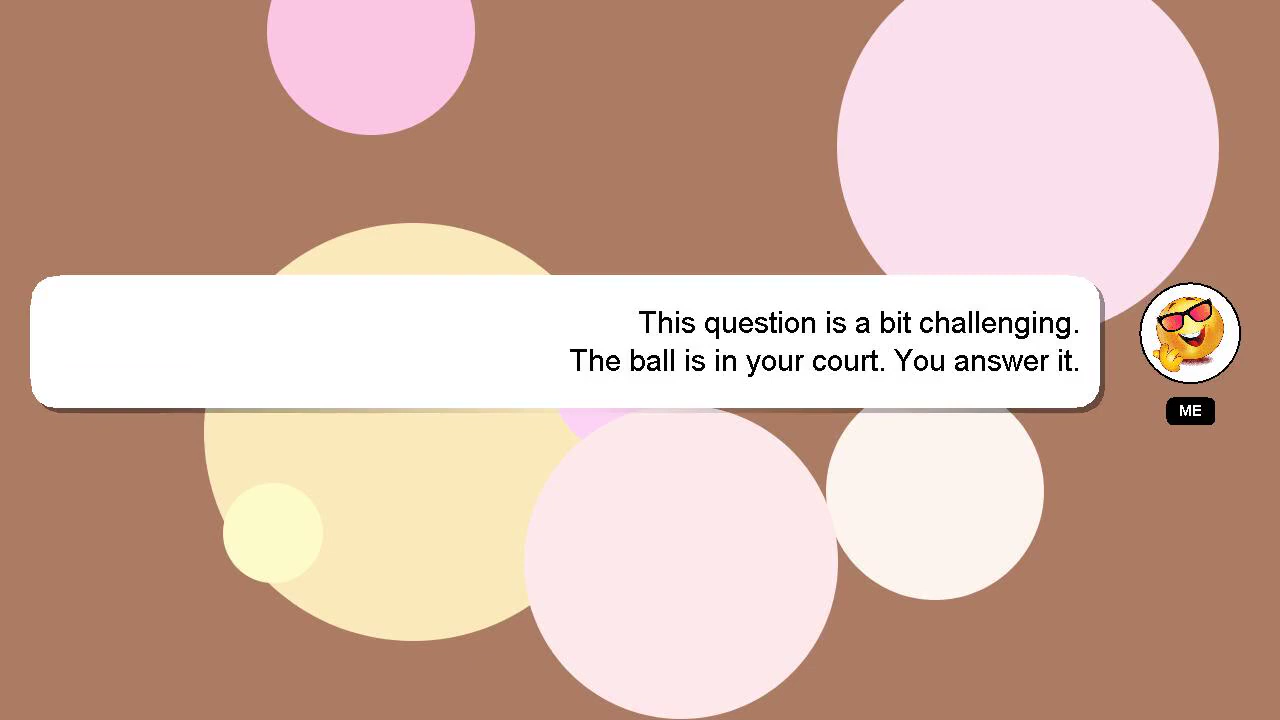 This question is a bit challenging.
The ball is in your court. You answer it.
ME